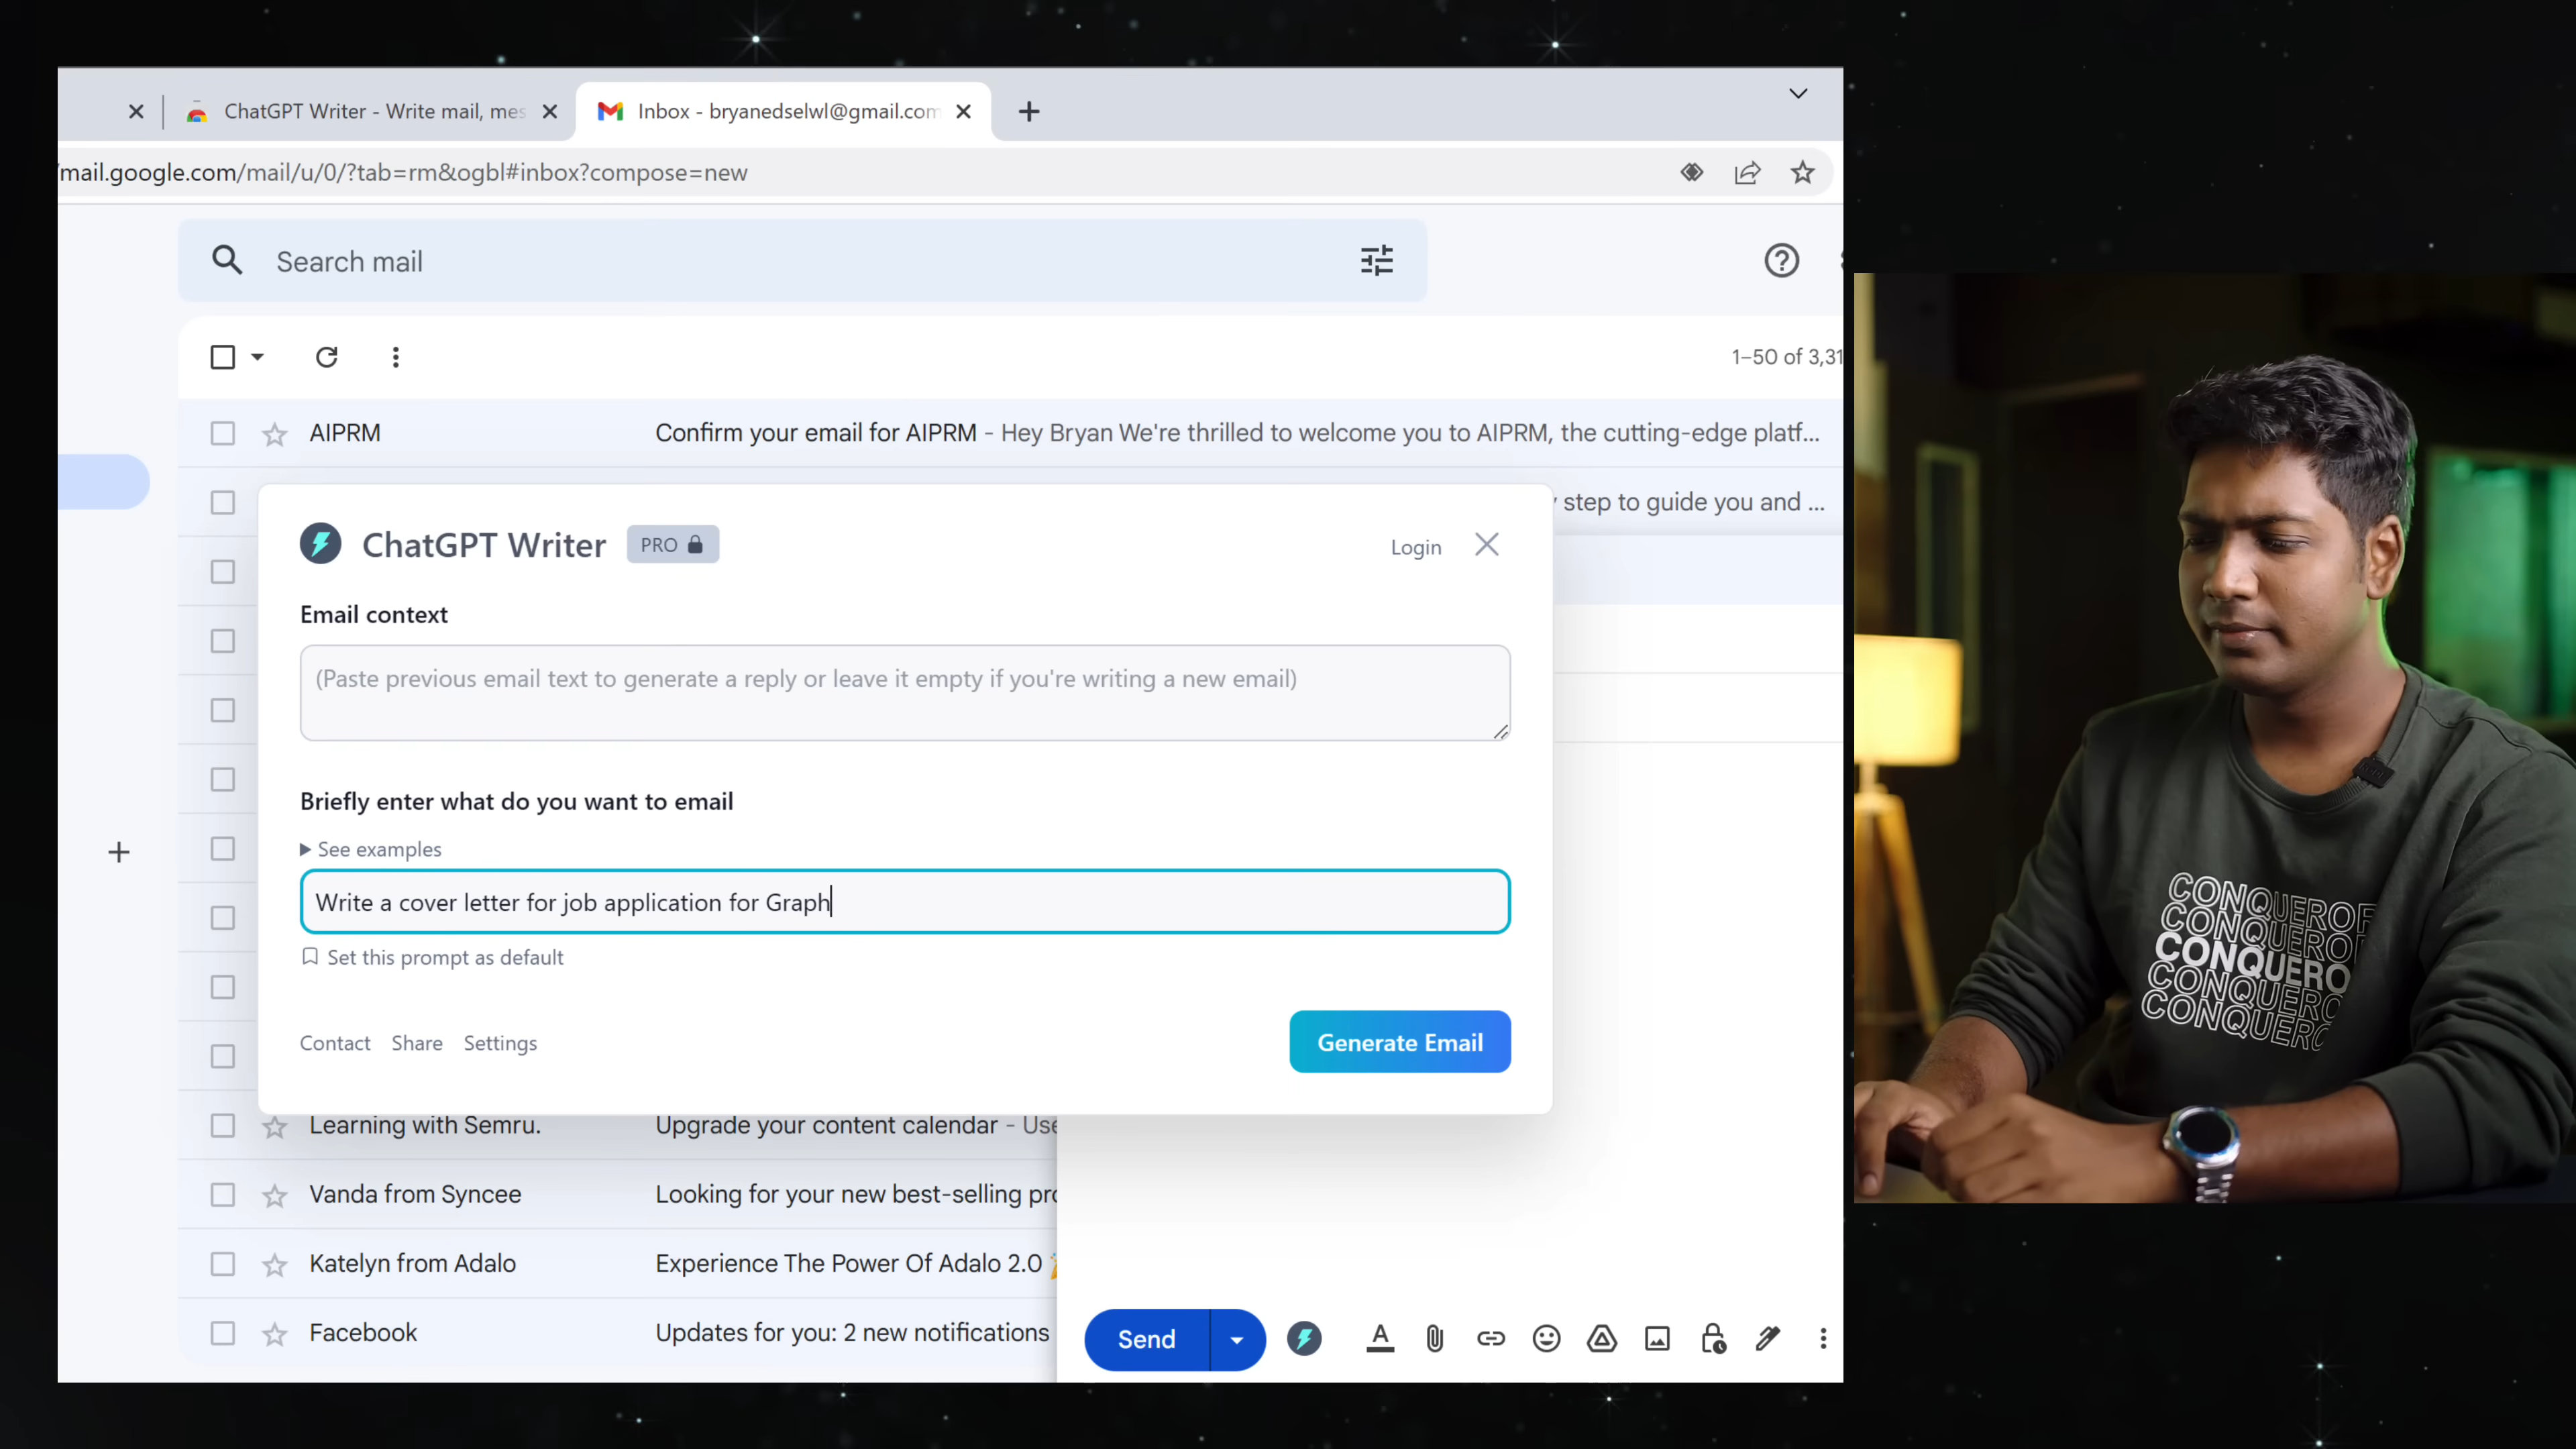 ChatGPT Writer - Write mail, mes
Inbox - bryanedselwl@gmail.com
mail.google.com/mail/u/0/?tab=rm&ogbl#inbox?compose=new
Search mail
1–50 of 3,31
AIPRM Confirm your email for AIPRM - Hey Bryan We're thrilled to welcome you to AIPRM, the cutting-edge platf...
step to guide you and ...
ChatGPT Writer PRO Login
Email context
(Paste previous email text to generate a reply or leave it empty if you're writing a new email)
Briefly enter what do you want to email
See examples
Write a cover letter for job application for Graph
Set this prompt as default
Contact Share Settings Generate Email
Learning with Semru. Upgrade your content calendar - Use
Vanda from Syncee Looking for your new best-selling pro
Katelyn from Adalo Experience The Power Of Adalo 2.0
Facebook Updates for you: 2 new notifications
Send
CONQUEROR
CONQUEROR
CONQUERO
CONQUERO
CONQUERO